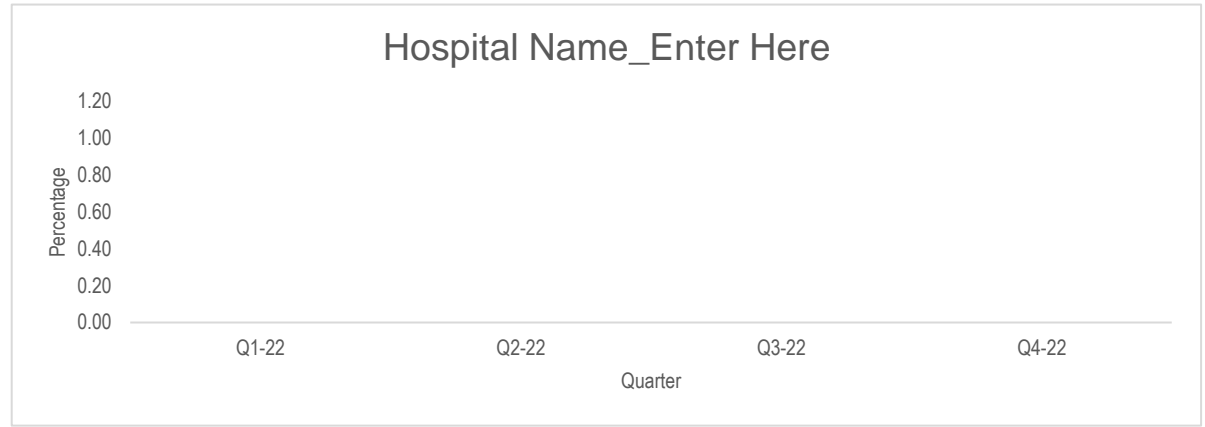 Hospital Name_Enter Here
1.20
1.00
0.80
0.60
0.40
0.20
0.00
Percentage
Q1-22 Q2-22 Q3-22 Q4-22
Quarter